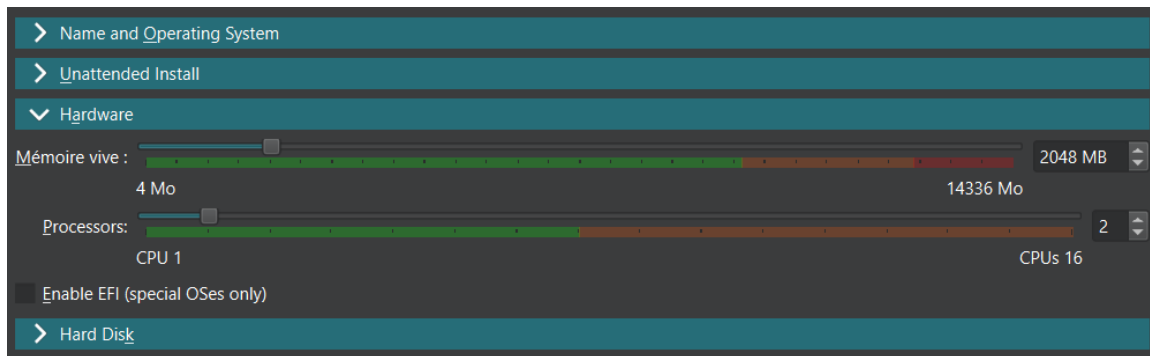 Name and Operating System
Unattended Install
Hardware
Mémoire vive : 2048 MB
4 Mo 14336 Mo
Processors: 2
CPU 1 CPUs 16
Enable EFI (special OSes only)
Hard Disk